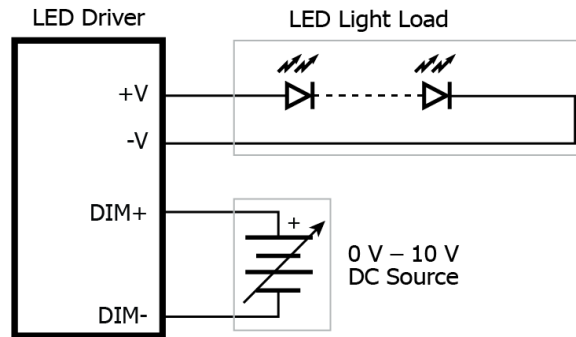 LED Driver
LED Light Load
+V
-V
DIM+
+
0 V – 10 V
DC Source
DIM-